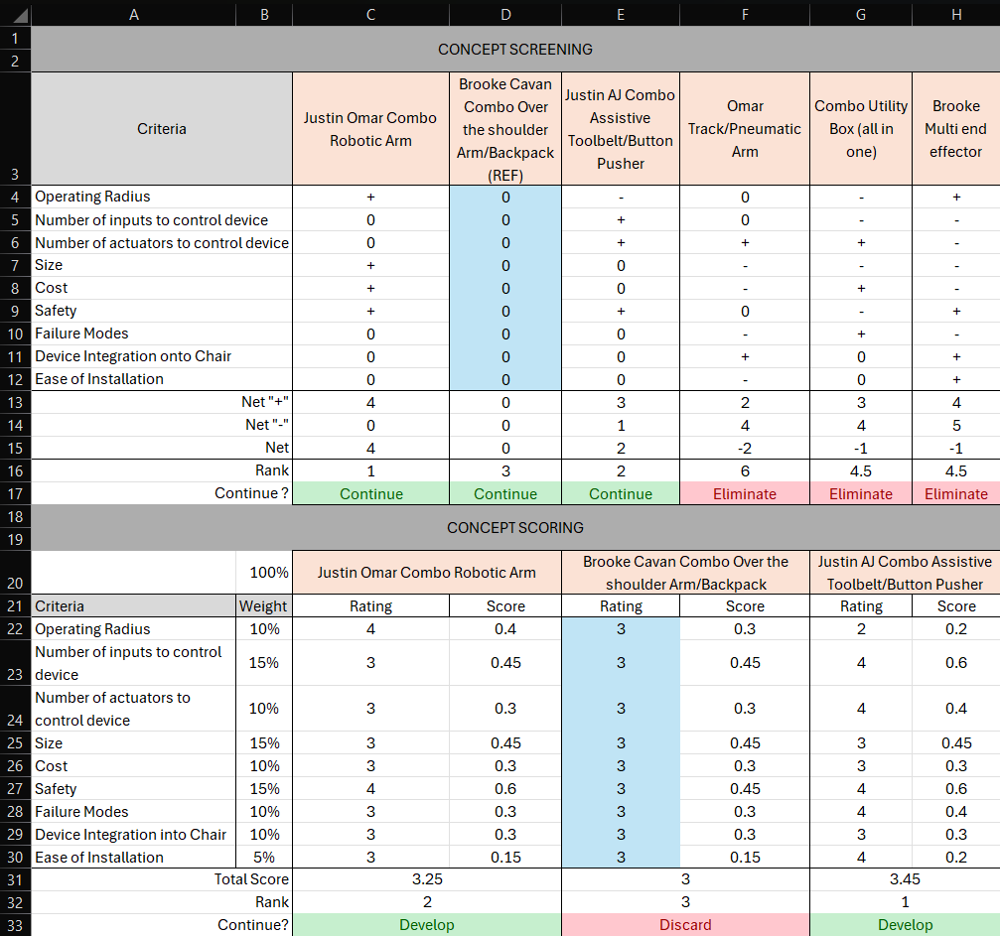 A B C D E F G H
1 CONCEPT SCREENING
2
3 Criteria Justin Omar Combo Robotic Arm Brooke Cavan Combo Over the shoulder Arm/Backpack (REF) Justin AJ Combo Assistive Toolbelt/Button Pusher Omar Track/Pneumatic Arm Combo Utility Box (all in one) Brooke Multi end effector
4 Operating Radius + 0 - 0 - +
5 Number of inputs to control device 0 0 + 0 - -
6 Number of actuators to control device 0 0 + + + -
7 Size + 0 0 - - -
8 Cost + 0 0 - + -
9 Safety + 0 + 0 - +
10 Failure Modes 0 0 0 - + -
11 Device Integration onto Chair 0 0 0 + 0 +
12 Ease of Installation 0 0 0 - 0 +
13 Net "+" 4 0 3 2 3 4
14 Net "-" 0 0 1 4 4 5
15 Net 4 0 2 -2 -1 -1
16 Rank 1 3 2 6 4.5 4.5
17 Continue ? Continue Continue Continue Eliminate Eliminate Eliminate
18 CONCEPT SCORING
19
20 100% Justin Omar Combo Robotic Arm Brooke Cavan Combo Over the shoulder Arm/Backpack Justin AJ Combo Assistive Toolbelt/Button Pusher
21 Criteria Weight Rating Score Rating Score Rating Score
22 Operating Radius 10% 4 0.4 3 0.3 2 0.2
23 Number of inputs to control device 15% 3 0.45 3 0.45 4 0.6
24 Number of actuators to control device 10% 3 0.3 3 0.3 4 0.4
25 Size 15% 3 0.45 3 0.45 3 0.45
26 Cost 10% 3 0.3 3 0.3 3 0.3
27 Safety 15% 4 0.6 3 0.45 4 0.6
28 Failure Modes 10% 3 0.3 3 0.3 4 0.4
29 Device Integration into Chair 10% 3 0.3 3 0.3 3 0.3
30 Ease of Installation 5% 3 0.15 3 0.15 4 0.2
31 Total Score 3.25 3 3.45
32 Rank 2 3 1
33 Continue? Develop Discard Develop